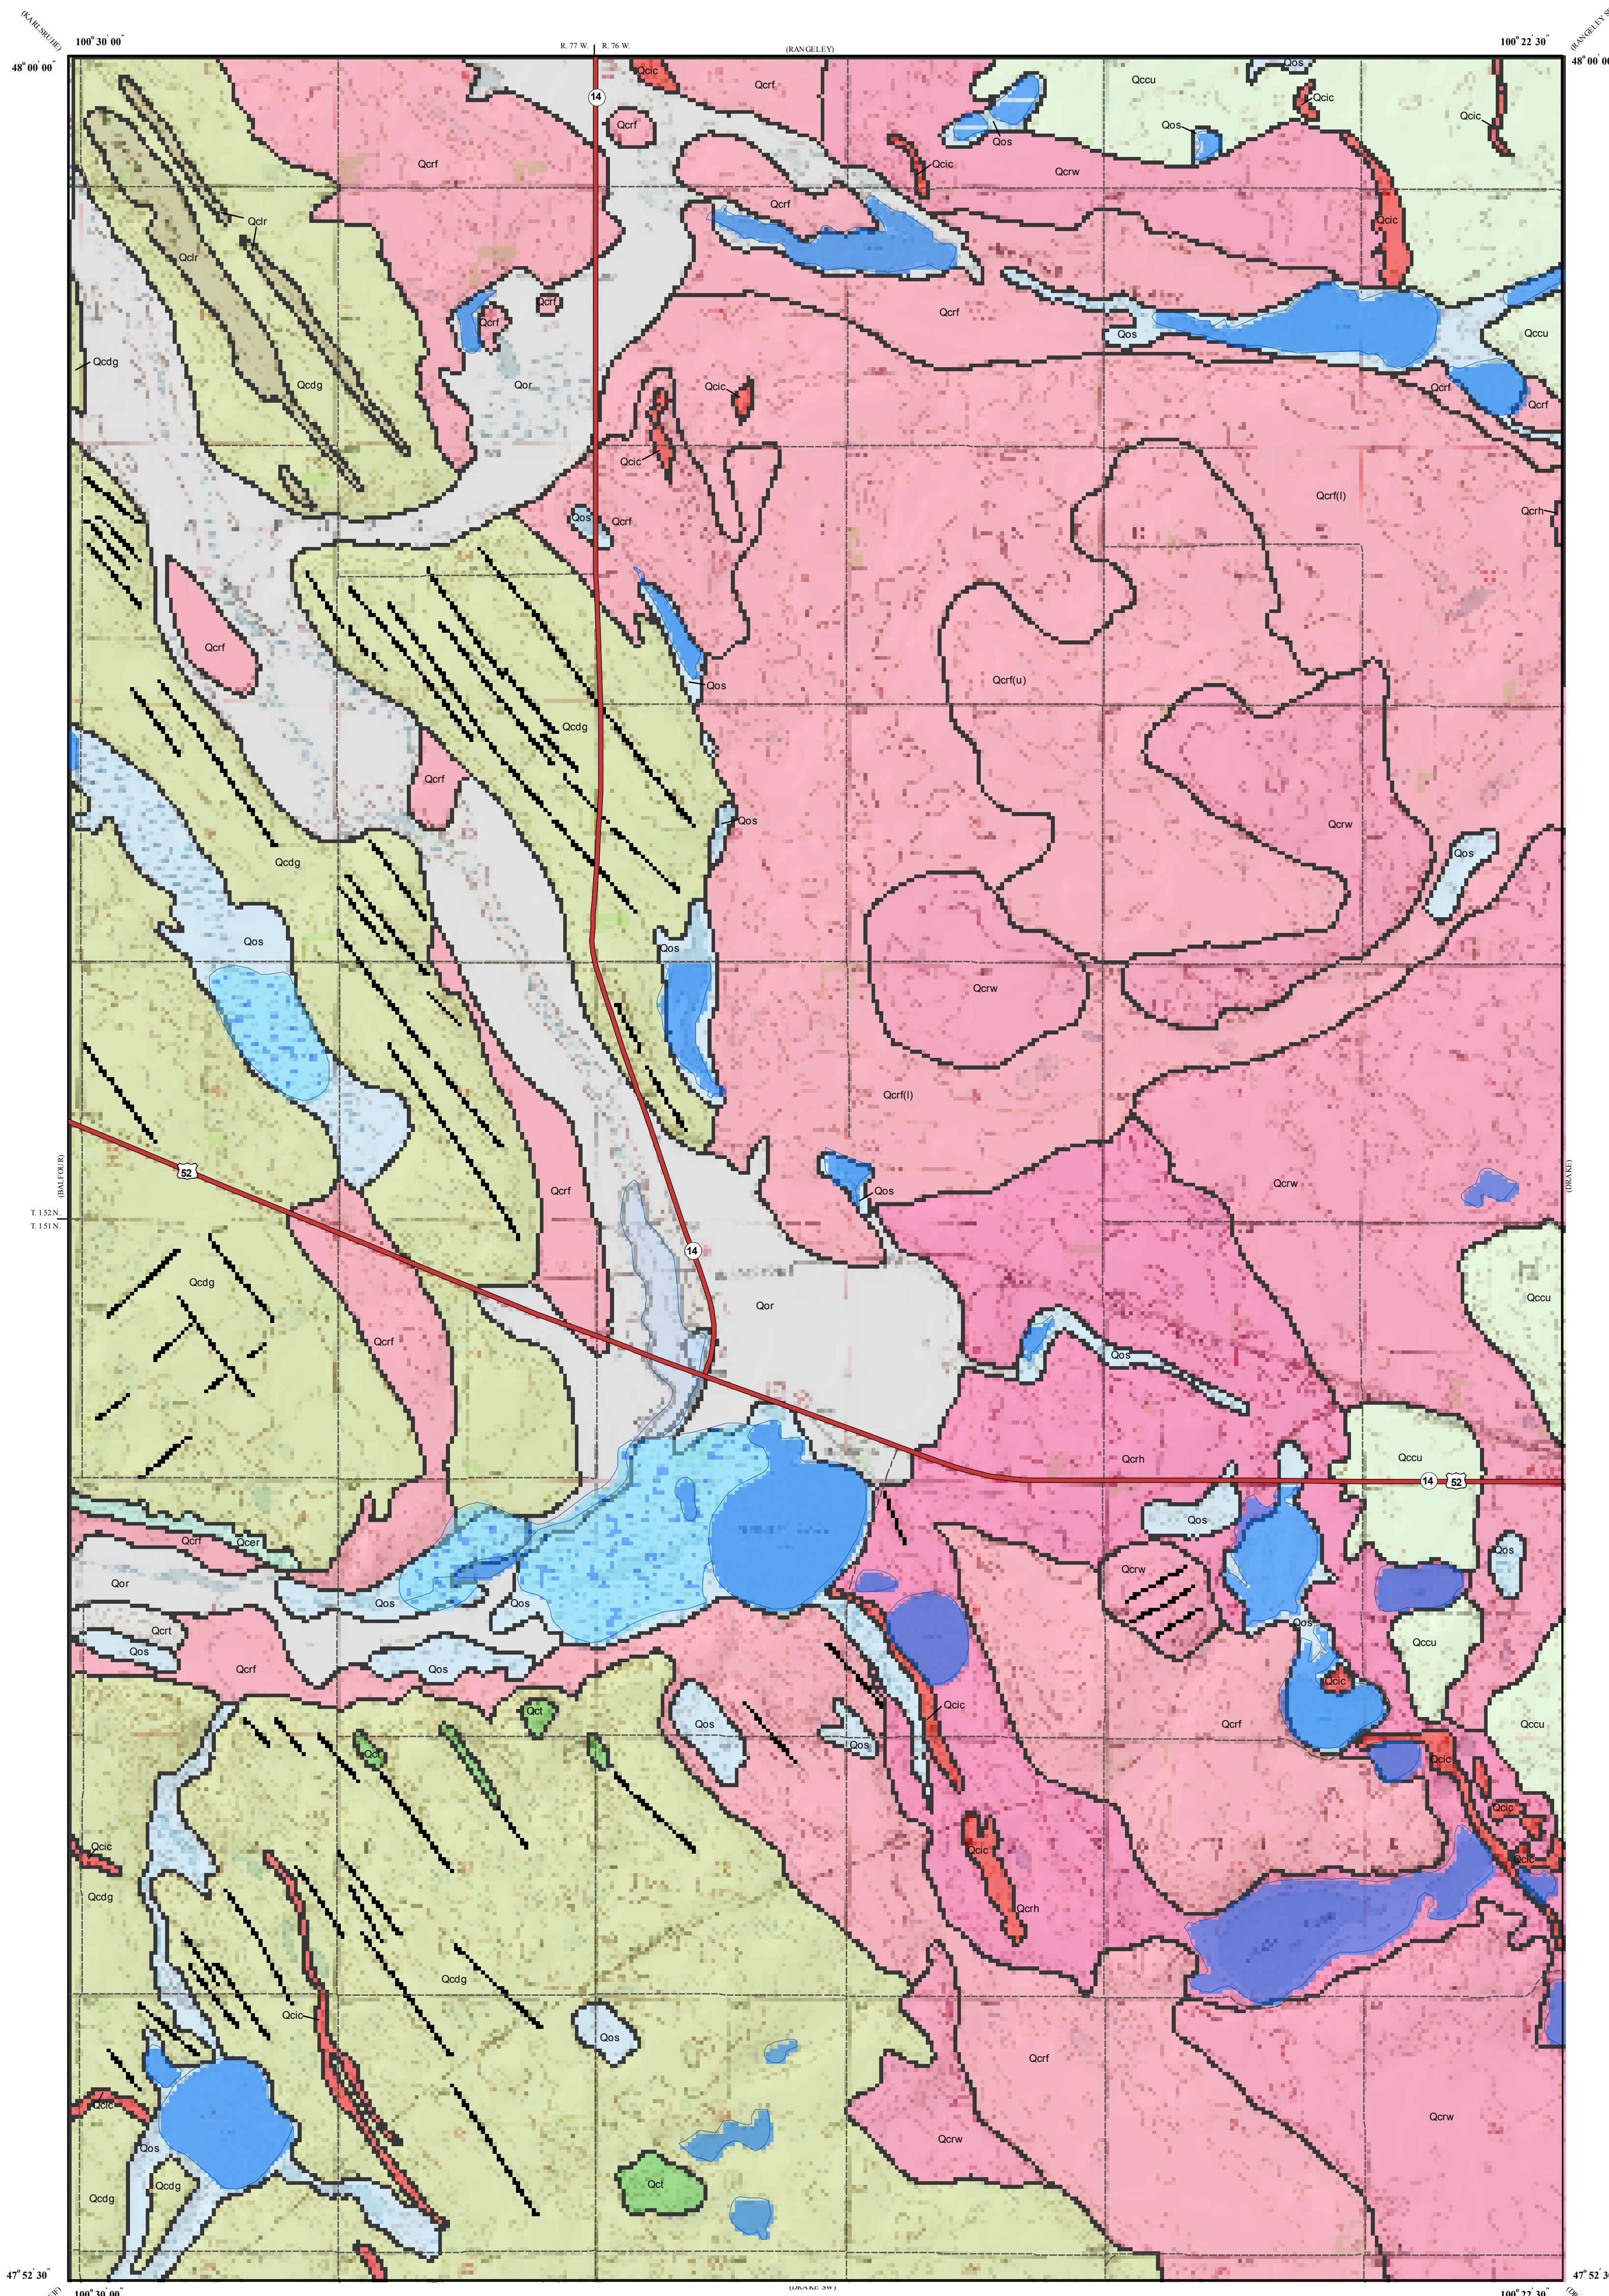 (KARLSRUHE)
100° 30' 00"
R. 77 W.
R. 76 W.
(RANGELEY)
100° 22' 30"
48° 00' 00"
Qcic
Qcrf
Qccu
Qos
14
Qcic
Qcic
Qcrf
Qos
Qos
Qcrf
Qcic
Qcrw
Qcrf
Qclr
Qcic
Qclr
Qcrf
Qcrf
Qcrf
Qos
Qccu
Qcdg
Qcdg
Qor
Qcic
Qcrf
Qcrf
Qcic
Qcrf(l)
Qcrh
Qos
Qcrf
Qcrf
Qcrf(u)
Qos
Qcdg
Qcrf
Qos
Qcrw
Qcdg
Qos
Qos
Qos
Qcrw
Qcrf(l)
(BALFOUR)
52
(DRAKE)
Qcrf
Qos
Qcrw
T. 152 N.
T. 151 N.
14
Qcdg
Qor
Qccu
Qcrf
Qos
Qcrh
Qccu
14
52
Qos
Qcrf
Qcer
Qos
Qor
Qcrw
Qos
Qos
Qcrt
Qos
Qos
Qccu
Qcrf
Qos
Qcic
Qcic
Qct
Qos
Qcrf
Qccu
Qct
Qos
Qcic
Qcic
Qcic
Qcic
Qcic
Qcdg
Qcrh
Qcdg
Qcic
Qos
Qcrf
Qcic
Qcrw
Qcrw
Qos
Qct
Qcdg
Qcdg
47° 52' 30"
100° 30' 00"
(DRAKE SW)